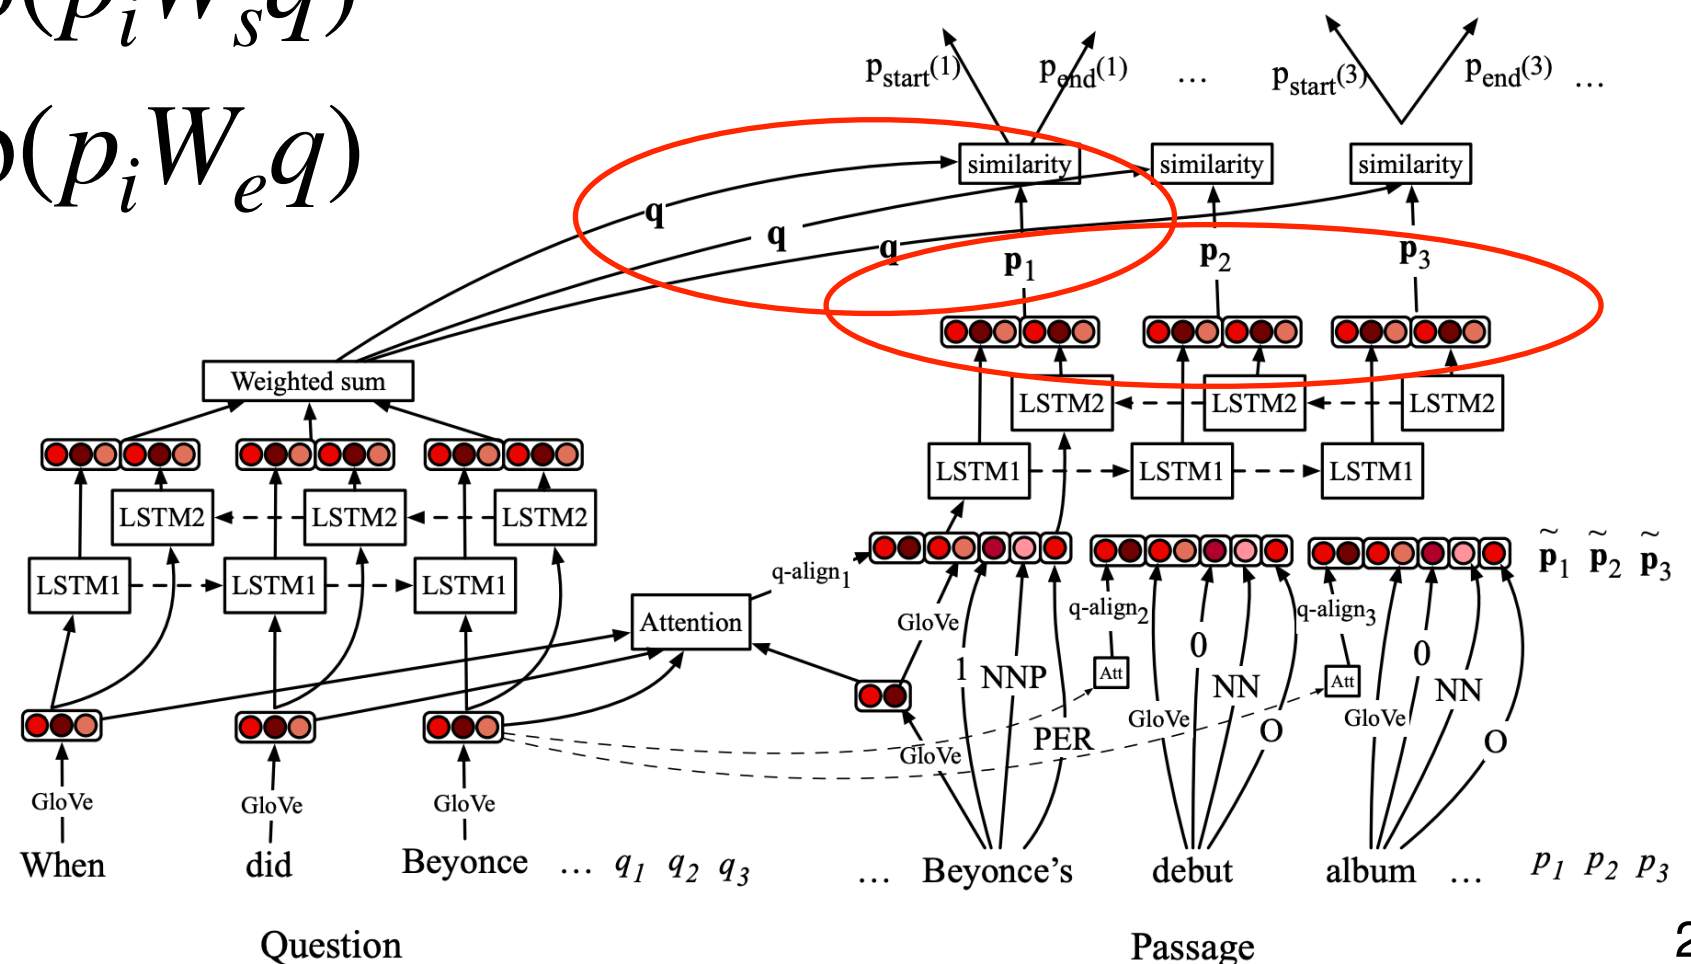 (p_i W_s q)
(p_i W_e q)
p_start(1) p_end(1) … p_start(3) p_end(3) …
similarity similarity similarity
q
q
q
p_1 p_2 p_3
Weighted sum
LSTM2 LSTM2 LSTM2
LSTM1 LSTM1 LSTM1
LSTM2 LSTM2 LSTM2
LSTM1 LSTM1 LSTM1
q-align_1
p̃_1 p̃_2 p̃_3
Attention
GloVe
q-align_2 q-align_3
1 NNP
0 NN
0 NN
Att Att
GloVe PER
GloVe O
GloVe O
GloVe GloVe GloVe
When did Beyonce … q_1 q_2 q_3
… Beyonce’s debut album … p_1 p_2 p_3
Question Passage